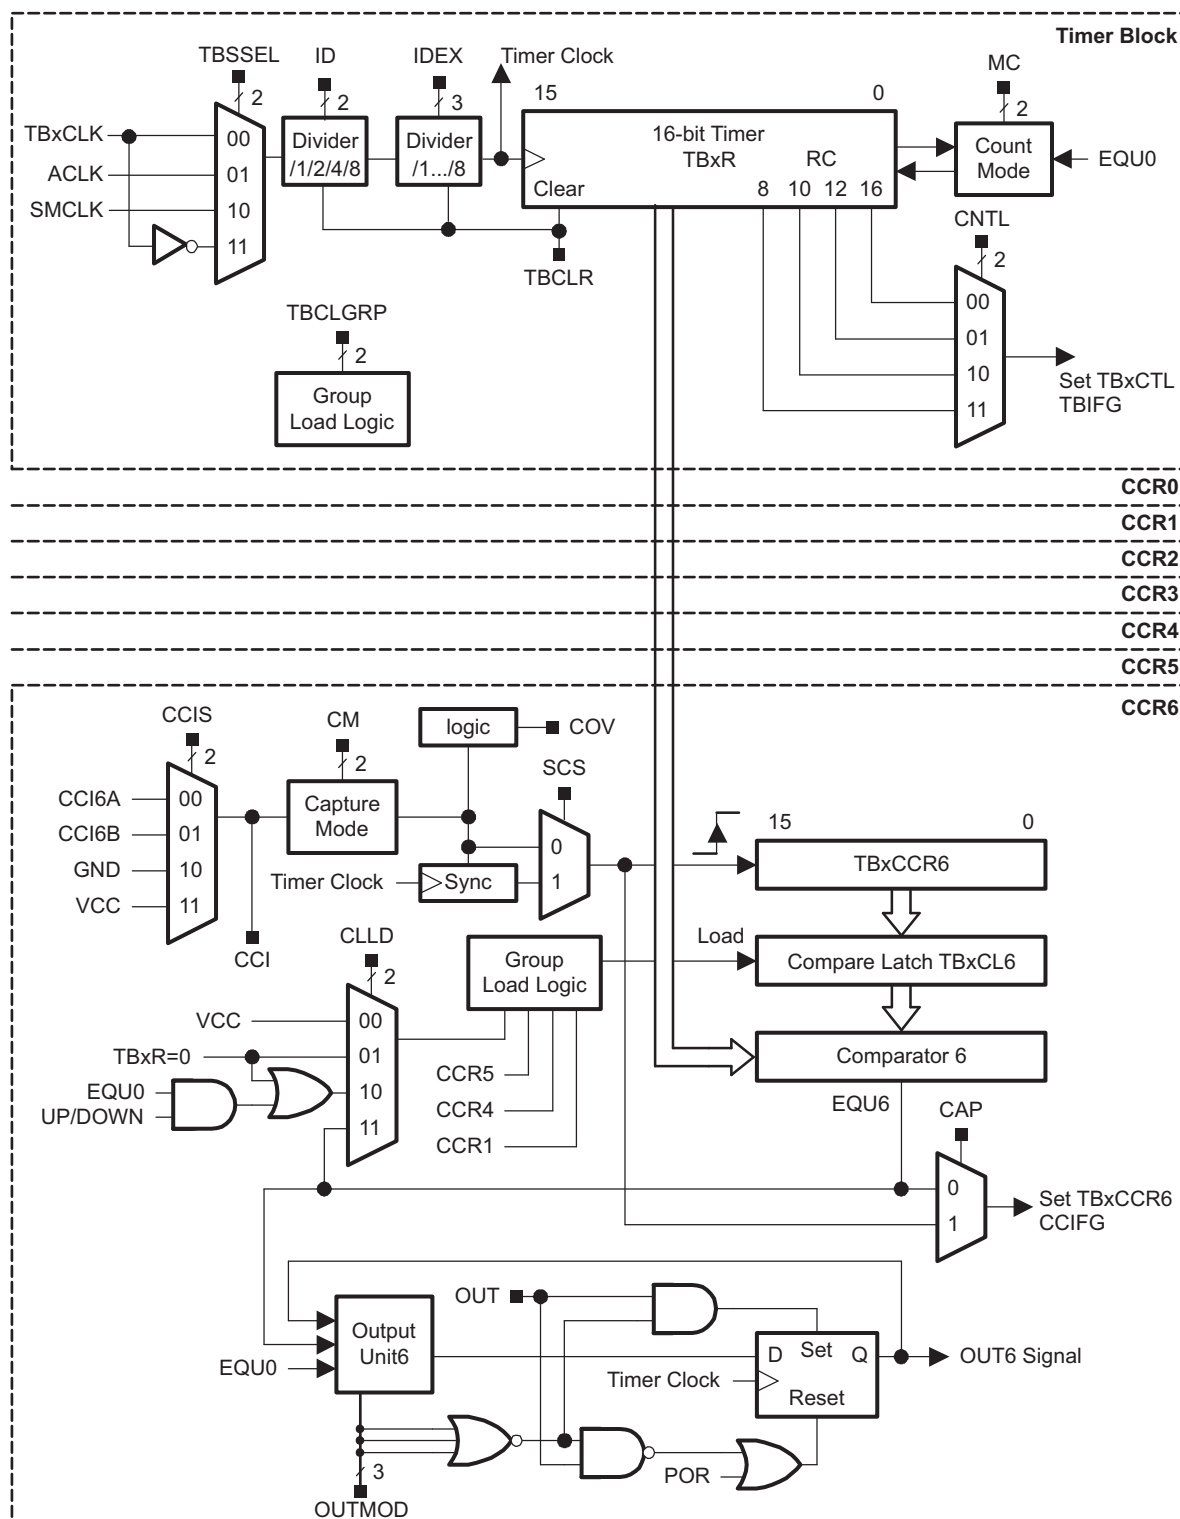 Timer Block
TBSSEL
ID
IDEX
Timer Clock
MC
2
2
3
15
0
2
TBxCLK
ACLK
SMCLK
00
01
10
11
Divider
/1/2/4/8
Divider
/1.../8
16-bit Timer
TBxR
RC
Clear
8
10
12
16
Count
Mode
EQU0
TBCLR
CNTL
2
00
01
10
11
Set TBxCTL
TBIFG
TBCLGRP
2
Group
Load Logic
CCR0
CCR1
CCR2
CCR3
CCR4
CCR5
CCR6
CCIS
2
CM
2
logic
COV
SCS
CCI6A
CCI6B
GND
VCC
00
01
10
11
Capture
Mode
Timer Clock
Sync
0
1
CCI
15
0
TBxCCR6
Load
Compare Latch TBxCL6
Comparator 6
EQU6
CLLD
2
Group
Load Logic
VCC
TBxR=0
EQU0
UP/DOWN
00
01
10
11
CCR5
CCR4
CCR1
CAP
0
1
Set TBxCCR6
CCIFG
OUT
Output
Unit6
EQU0
Timer Clock
D
Set
Q
Reset
OUT6 Signal
POR
3
OUTMOD